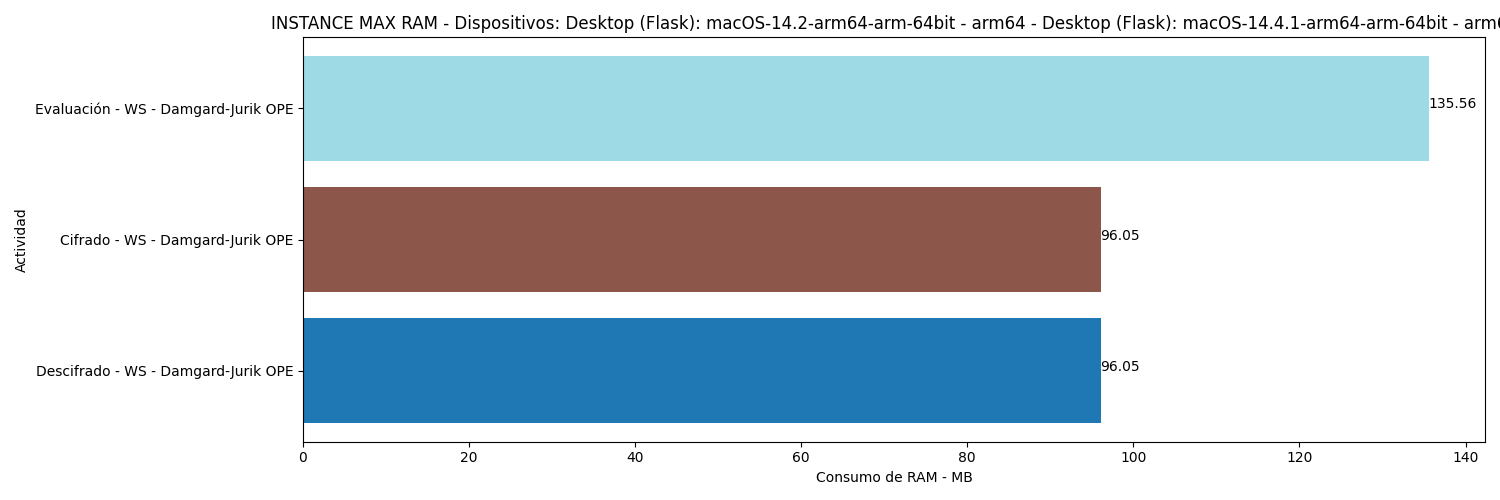 INSTANCE MAX RAM - Dispositivos: Desktop (Flask): macOS-14.2-arm64-arm-64bit - arm64 - Desktop (Flask): macOS-14.4.1-arm64-arm-64bit - arm6
Evaluación - WS - Damgard-Jurik OPE
135.56
Cifrado - WS - Damgard-Jurik OPE
96.05
Descifrado - WS - Damgard-Jurik OPE
96.05
Actividad
0 20 40 60 80 100 120 140
Consumo de RAM - MB